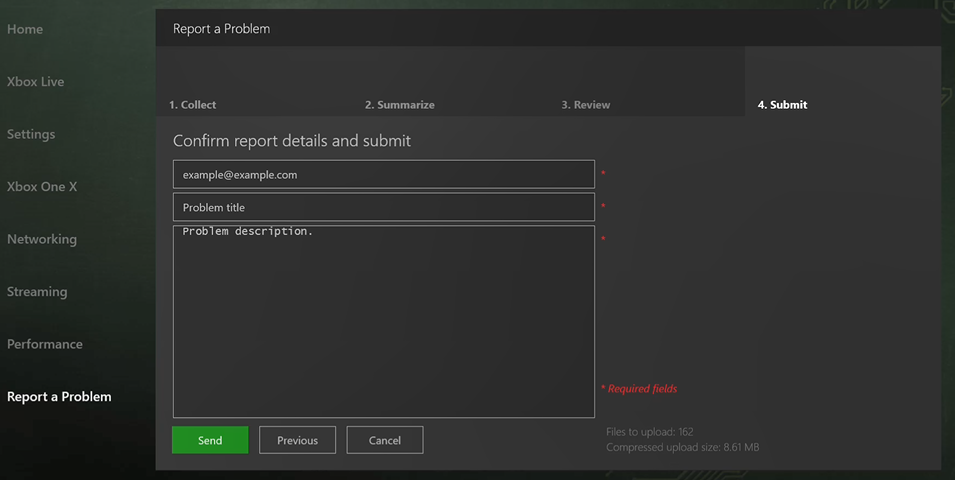 Home
Xbox Live
Settings
Xbox One X
Networking
Streaming
Performance
Report a Problem
Report a Problem
1. Collect
2. Summarize
3. Review
4. Submit
Confirm report details and submit
example@example.com *
Problem title *
Problem description. *
* Required fields
Send
Previous
Cancel
Files to upload: 162
Compressed upload size: 8.61 MB